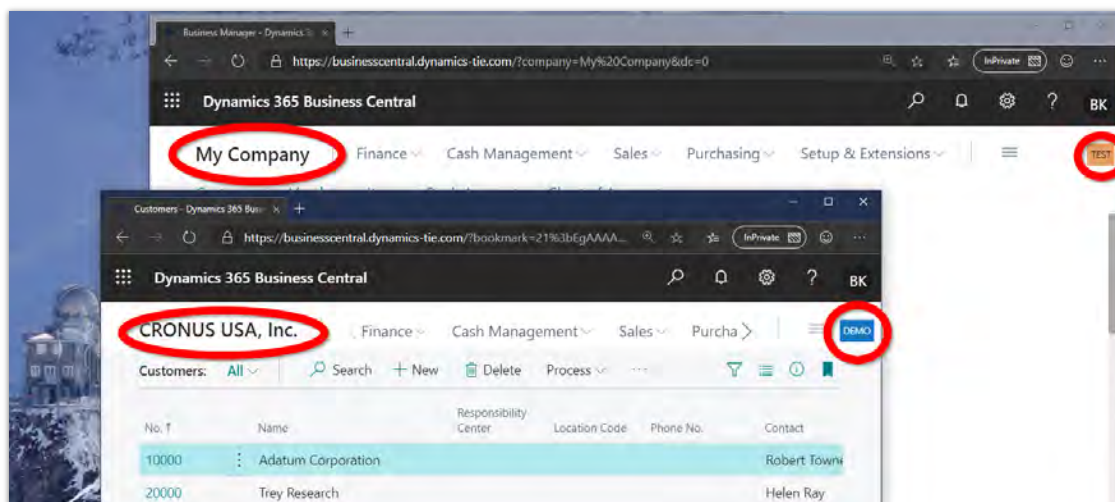 Business Manager - Dynamics
https://businesscentral.dynamics-tie.com/?company=My%20Company&dc=0
InPrivate
Dynamics 365 Business Central
? BK
My Company Finance Cash Management Sales Purchasing Setup & Extensions TEST
Customers - Dynamics 365 Busi
https://businesscentral.dynamics-tie.com/?bookmark=21%3bEgAAAA...
InPrivate
Dynamics 365 Business Central
? BK
CRONUS USA, Inc. Finance Cash Management Sales Purcha DEMO
Customers: All Search + New Delete Process ...
No. ↑ Name Responsibility Center Location Code Phone No. Contact
10000 Adatum Corporation Robert Towne
20000 Trey Research Helen Ray